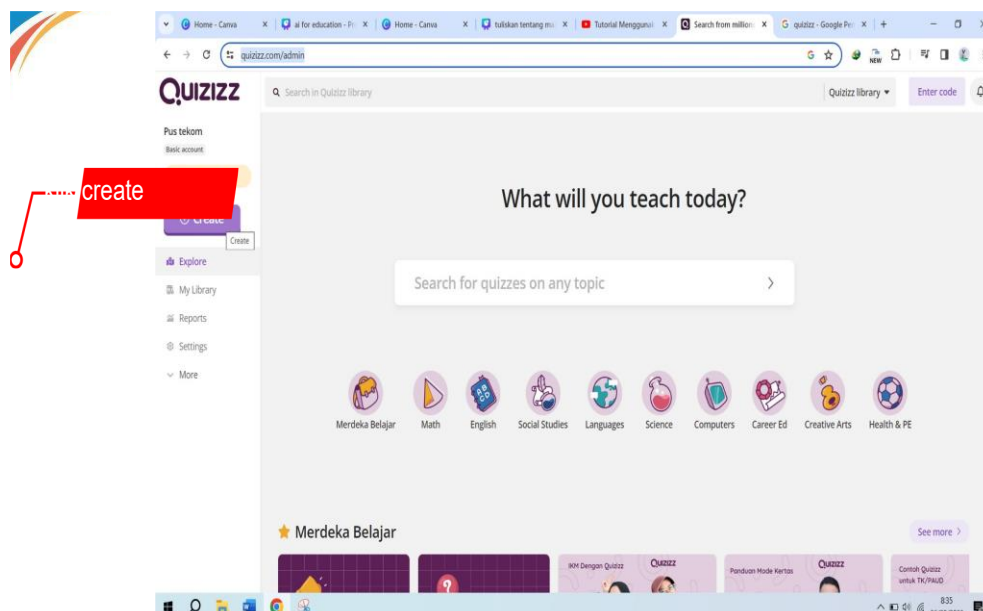 Home - Canva
ai for education - Pr
Home - Canva
tuliskan tentang ma
Tutorial Menggunal
Search from million
quizizz - Google Pen
quizizz.com/admin
NEW
QUIZIZZ
Search in Quizizz library
Quizizz library
Enter code
Pus tekom
Basic account
create
Create
Create
What will you teach today?
Explore
Search for quizzes on any topic
My Library
Reports
Settings
More
Merdeka Belajar
Math
English
Social Studies
Languages
Science
Computers
Career Ed
Creative Arts
Health & PE
Merdeka Belajar
See more
IKM Dengan Quizizz
QUIZIZZ
Panduan Mode Kertas
QUIZIZZ
Contoh Quizizz
untuk TK/PAUD
8:35